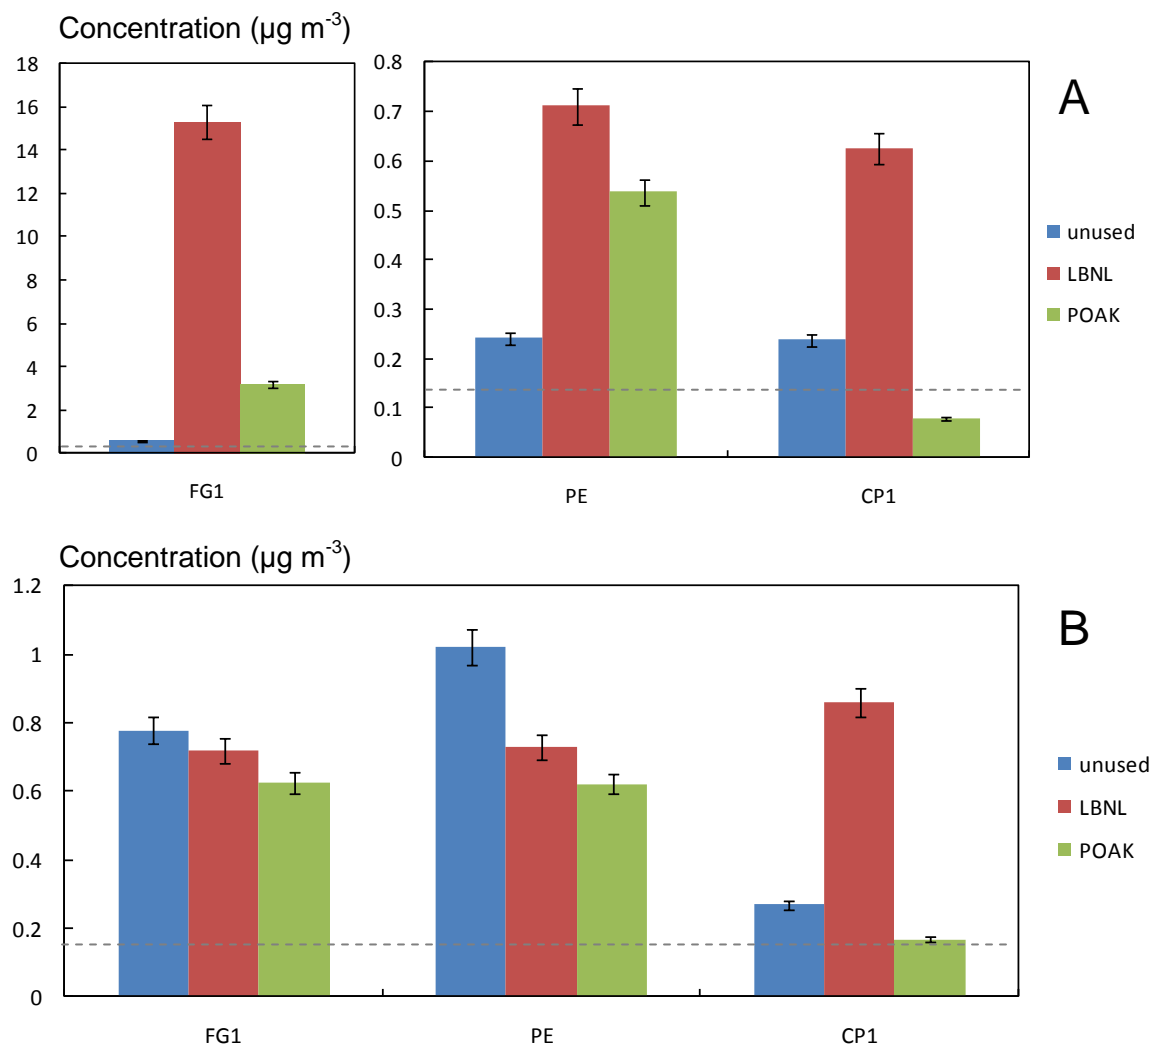 Concentration (µg m-3)
18
16
14
12
10
8
6
4
2
0
FG1
0.8
0.7
0.6
0.5
0.4
0.3
0.2
0.1
0
PE CP1
A
unused
LBNL
POAK
Concentration (µg m-3)
1.2
1
0.8
0.6
0.4
0.2
0
FG1 PE CP1
B
unused
LBNL
POAK